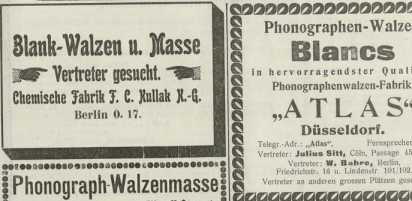 Blank-Walzen u. Masse
Vertreter gesucht.
Chemische Fabrik F. C. Kullak A.-G.
Berlin O. 17.
Phonograph-Walzenmasse
Phonographen-Walze
Blancs
in hervorragendster Quali
Phonographenwalzen-Fabrik
„ATLAS“
Düsseldorf.
Telegr.-Adr.: „Atlas“. Fernsprecher
Vertreter: Julius Sitt, Cöln, Passage 45
Vertreter: W. Bahre, Berlin,
Friedrichstr. 16 u. Lindenstr 101/102
Vertreter an anderen grossen Plätzen gesu